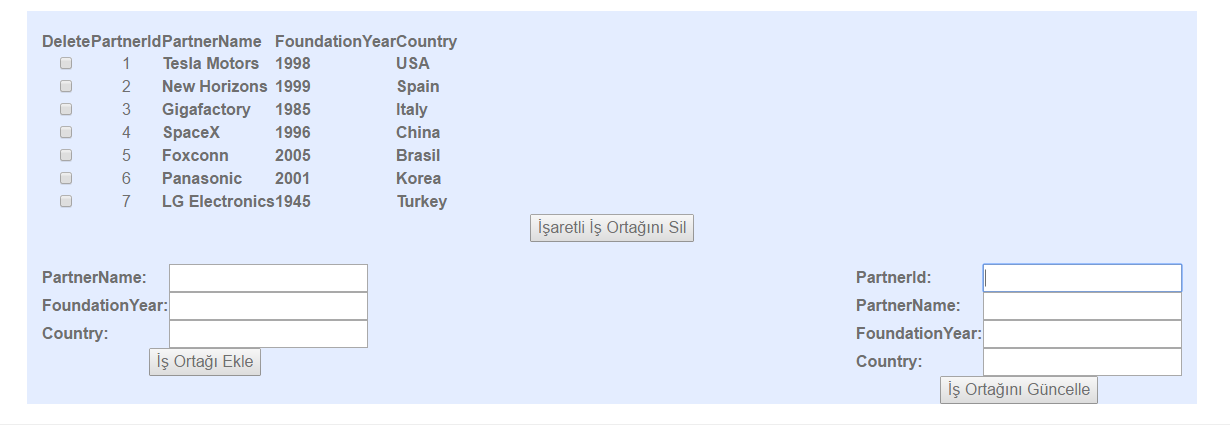 Delete PartnerId PartnerName FoundationYear Country
1 Tesla Motors 1998 USA
2 New Horizons 1999 Spain
3 Gigafactory 1985 Italy
4 SpaceX 1996 China
5 Foxconn 2005 Brasil
6 Panasonic 2001 Korea
7 LG Electronics 1945 Turkey
İşaretli İş Ortağını Sil
PartnerName:
FoundationYear:
Country:
İş Ortağı Ekle
PartnerId:
PartnerName:
FoundationYear:
Country:
İş Ortağını Güncelle